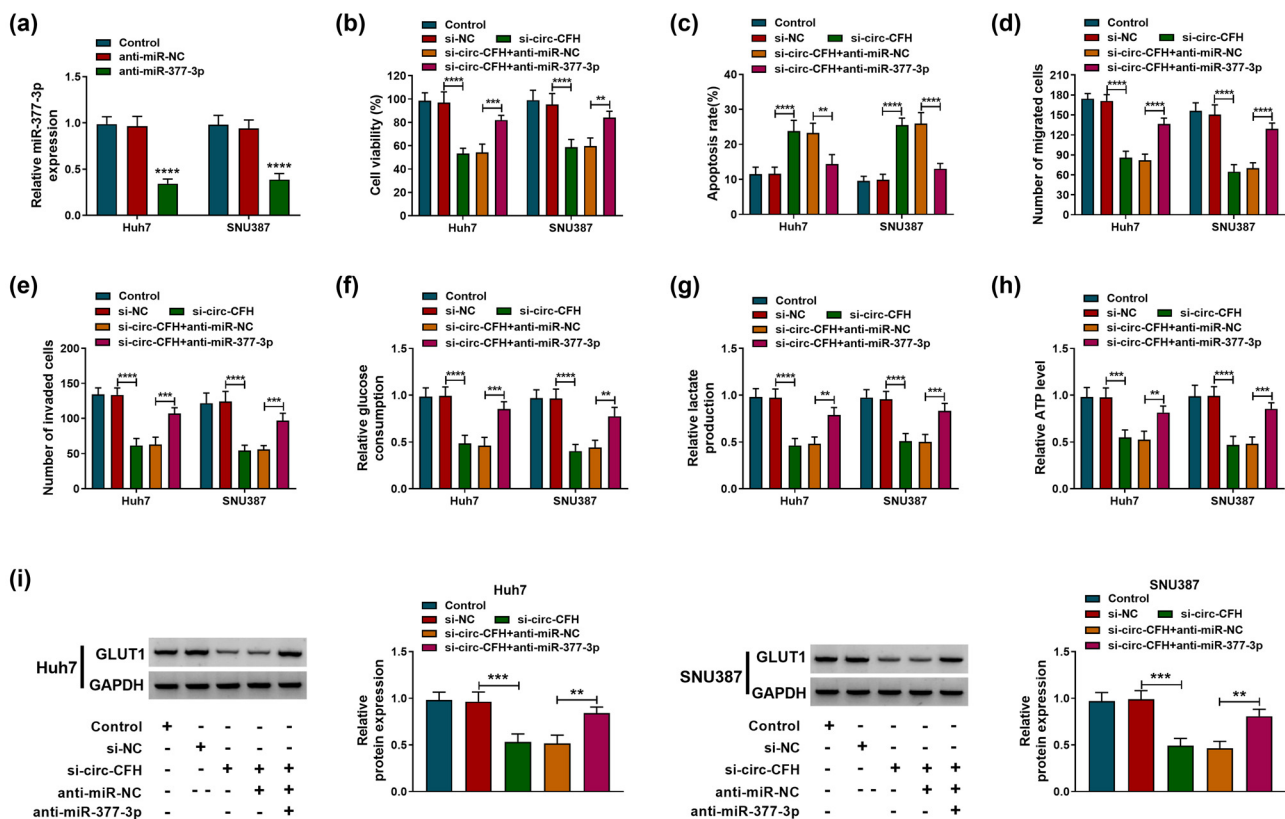 (a)
Control
anti-miR-NC
anti-miR-377-3p
Relative miR-377-3p
expression
1.5
1.0
0.5
0.0
****
****
Huh7
SNU387
(b)
Control
si-NC
si-circ-CFH
si-circ-CFH+anti-miR-NC
si-circ-CFH+anti-miR-377-3p
Cell viability (%)
120
100
80
60
40
20
0
****
***
****
**
Huh7
SNU387
(c)
Control
si-NC
si-circ-CFH
si-circ-CFH+anti-miR-NC
si-circ-CFH+anti-miR-377-3p
Apoptosis rate(%)
40
30
20
10
0
****
**
****
****
Huh7
SNU387
(d)
Control
si-NC
si-circ-CFH
si-circ-CFH+anti-miR-NC
si-circ-CFH+anti-miR-377-3p
Number of migrated cells
210
180
150
120
90
60
30
0
****
****
****
****
Huh7
SNU387
(e)
Control
si-NC
si-circ-CFH
si-circ-CFH+anti-miR-NC
si-circ-CFH+anti-miR-377-3p
Number of invaded cells
200
150
100
50
0
****
***
****
***
Huh7
SNU387
(f)
Control
si-NC
si-circ-CFH
si-circ-CFH+anti-miR-NC
si-circ-CFH+anti-miR-377-3p
Relative glucose
consumption
1.5
1.0
0.5
0.0
****
***
****
**
Huh7
SNU387
(g)
Control
si-NC
si-circ-CFH
si-circ-CFH+anti-miR-NC
si-circ-CFH+anti-miR-377-3p
Relative lactate
production
1.5
1.0
0.5
0.0
****
**
****
***
Huh7
SNU387
(h)
Control
si-NC
si-circ-CFH
si-circ-CFH+anti-miR-NC
si-circ-CFH+anti-miR-377-3p
Relative ATP level
1.5
1.0
0.5
0.0
***
**
****
***
Huh7
SNU387
(i)
Huh7
GLUT1
GAPDH
Control + - - - -
si-NC - + - - -
si-circ-CFH - - + + +
anti-miR-NC - - - + +
anti-miR-377-3p - - - - +
Huh7
Control
si-NC
si-circ-CFH
si-circ-CFH+anti-miR-NC
si-circ-CFH+anti-miR-377-3p
Relative
protein expression
1.5
1.0
0.5
0.0
***
**
SNU387
GLUT1
GAPDH
Control + - - - -
si-NC - + - - -
si-circ-CFH - - + + +
anti-miR-NC - - - + +
anti-miR-377-3p - - - - +
SNU387
Control
si-NC
si-circ-CFH
si-circ-CFH+anti-miR-NC
si-circ-CFH+anti-miR-377-3p
Relative
protein expression
1.5
1.0
0.5
0.0
***
**